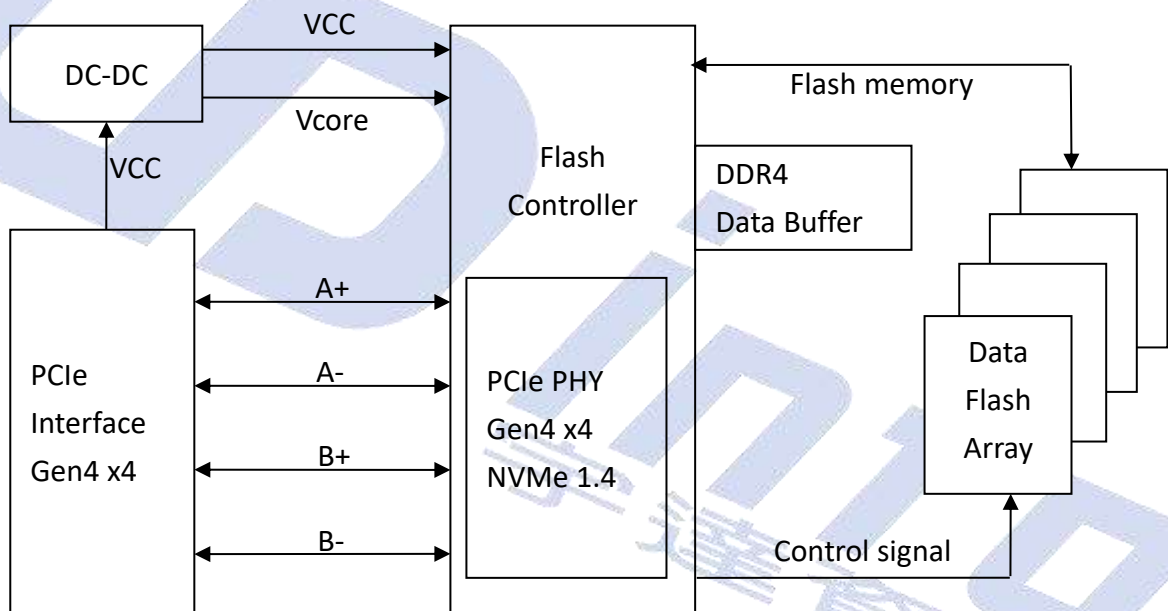 VCC
DC-DC
Vcore
VCC
Flash memory
Flash
Controller
DDR4
Data Buffer
A+
A-
B+
B-
PCIe
Interface
Gen4 x4
PCIe PHY
Gen4 x4
NVMe 1.4
Data
Flash
Array
Control signal